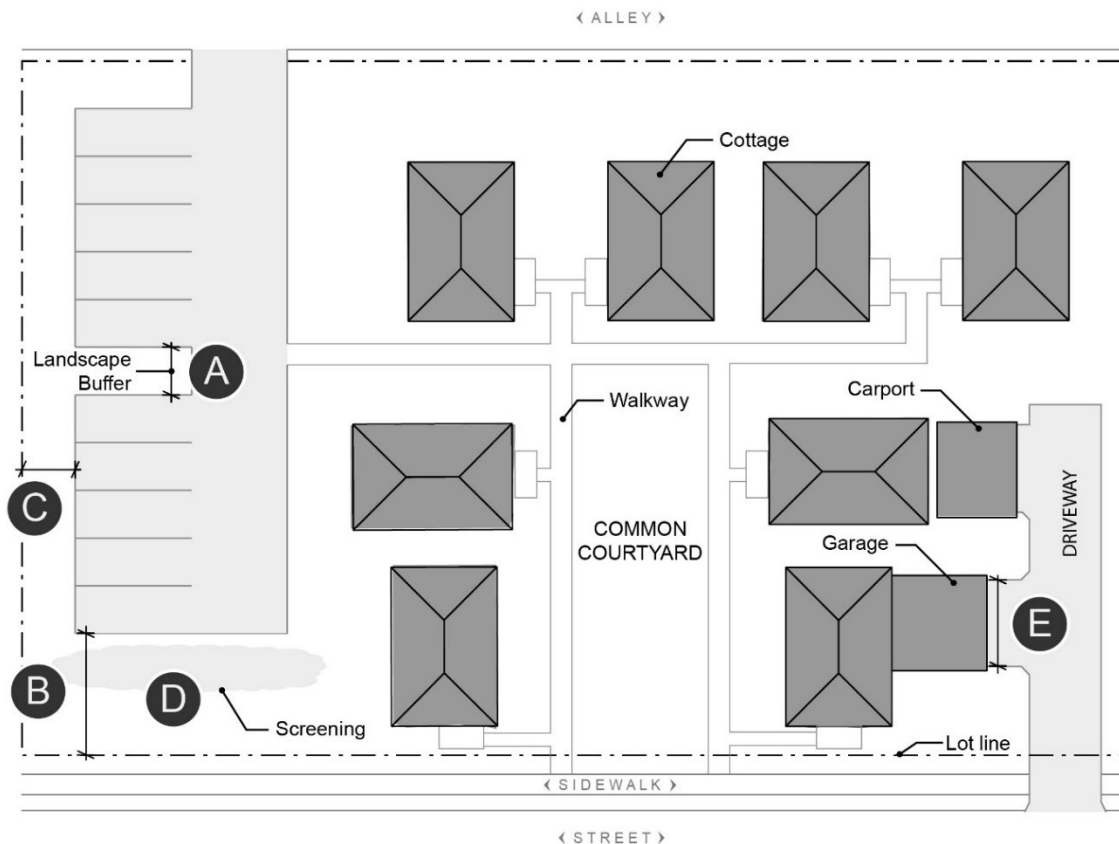 ‹ ALLEY ›
Cottage
Landscape
Buffer
A
Walkway
Carport
C
COMMON
COURTYARD
DRIVEWAY
Garage
E
B
D
Screening
Lot line
‹ SIDEWALK ›
‹ STREET ›